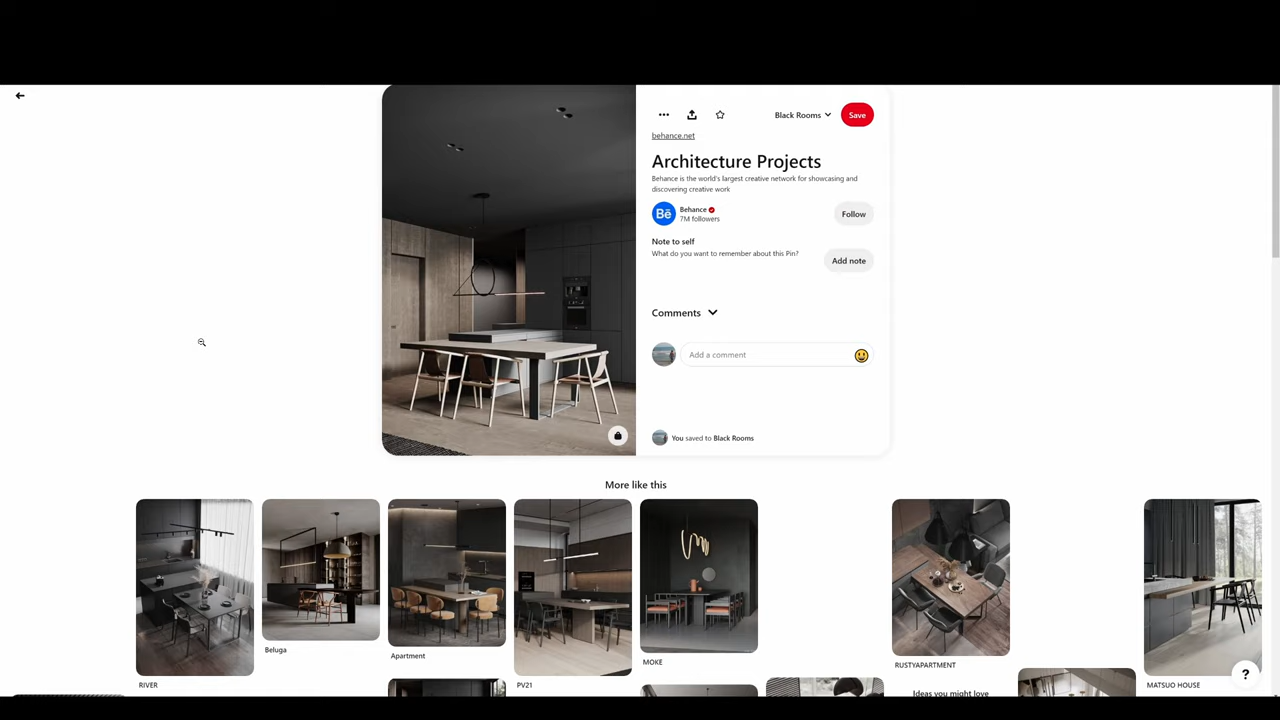 Black Rooms
Save
behance.net
Architecture Projects
Behance is the world's largest creative network for showcasing and
discovering creative work
Bē
Behance
7M followers
Follow
Note to self
What do you want to remember about this Pin?
Add note
Comments
Add a comment
You saved to Black Rooms
More like this
RIVER
Beluga
Apartment
PV21
MOKE
RUSTYAPARTMENT
Ideas you might love
MATSUO HOUSE
?